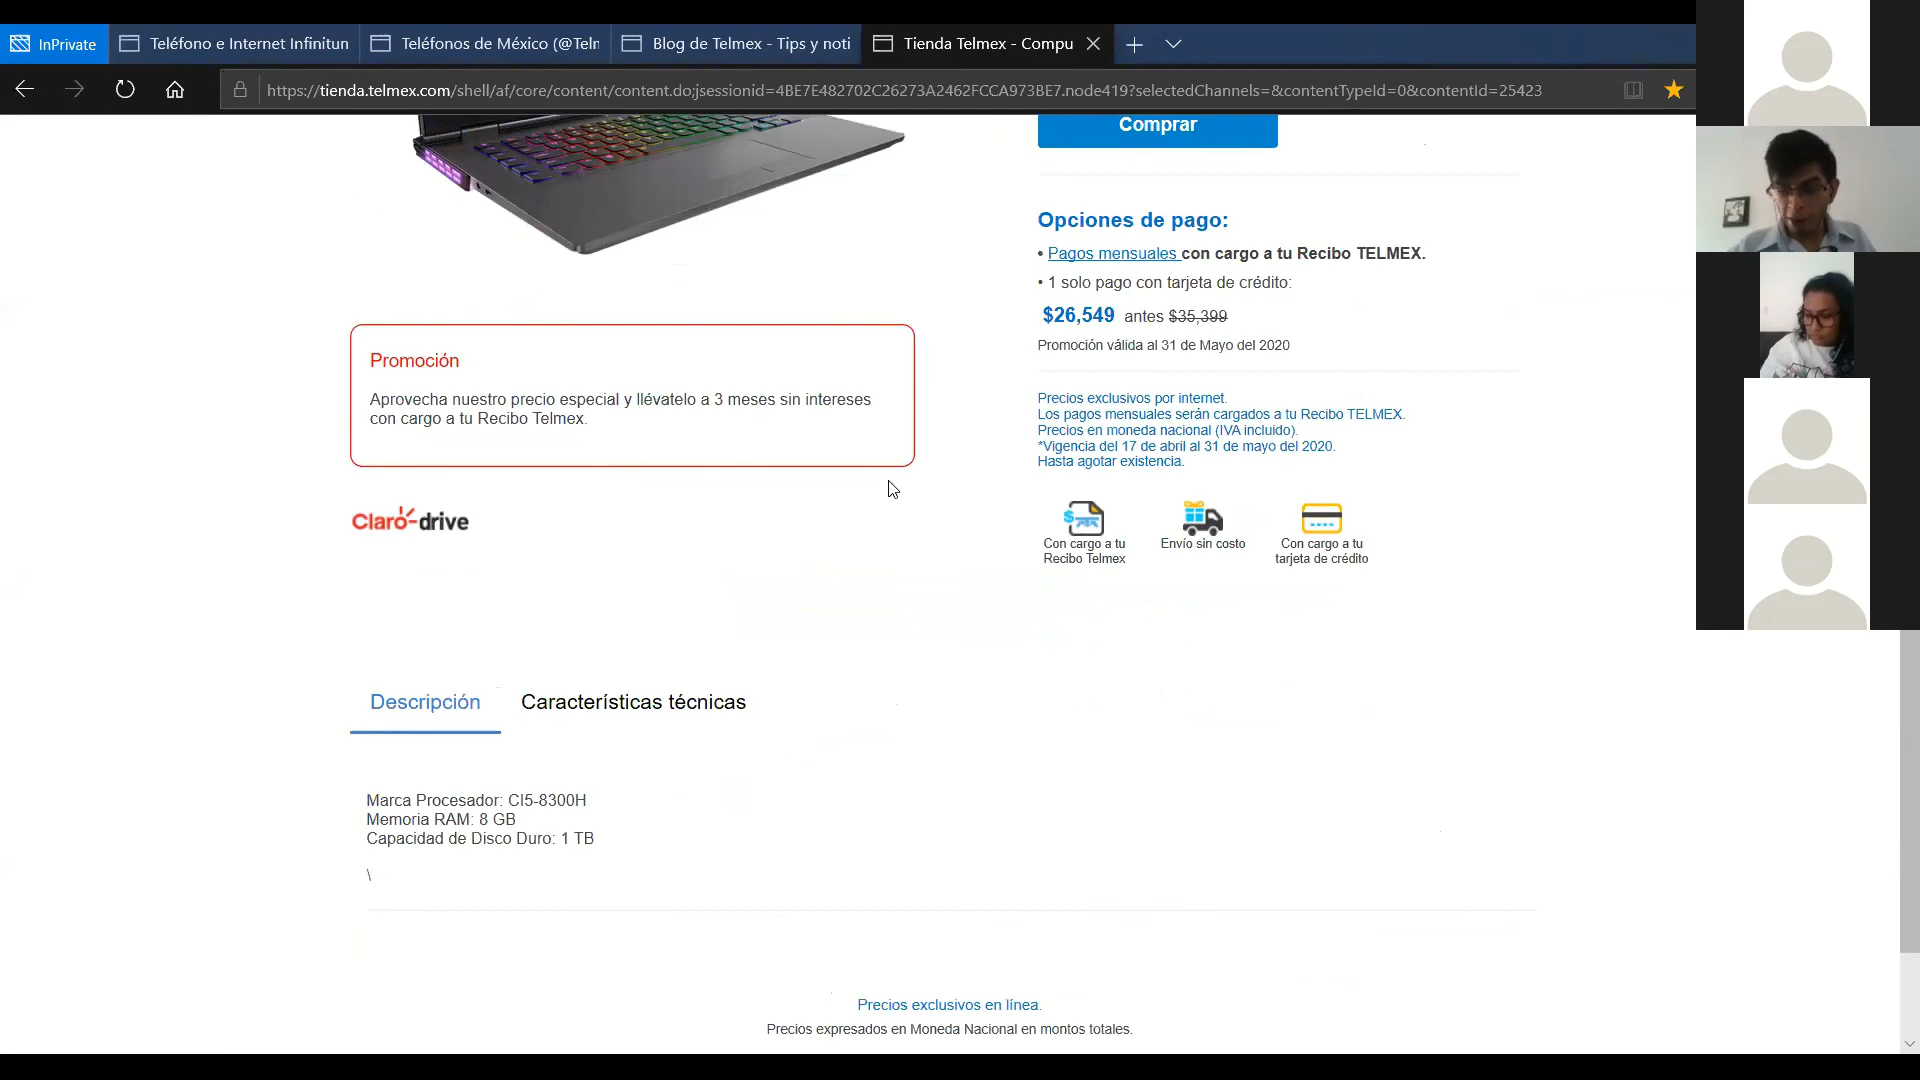 InPrivate
Teléfono e Internet Infinitun
Teléfonos de México (@Teln
Blog de Telmex - Tips y noti
Tienda Telmex - Compu
https://tienda.telmex.com/shell/af/core/content/content.do;jsessionid=4BE7E482702C26273A2462FCCA973BE7.node419?selectedChannels=&contentTypeId=0&contentId=25423
Comprar
Opciones de pago:
• Pagos mensuales con cargo a tu Recibo TELMEX.
• 1 solo pago con tarjeta de crédito:
$26,549 antes $35,399
Promoción válida al 31 de Mayo del 2020
Promoción
Aprovecha nuestro precio especial y llévatelo a 3 meses sin intereses
con cargo a tu Recibo Telmex.
Precios exclusivos por internet.
Los pagos mensuales serán cargados a tu Recibo TELMEX.
Precios en moneda nacional (IVA incluido).
*Vigencia del 17 de abril al 31 de mayo del 2020.
Hasta agotar existencia.
Claro-drive
Con cargo a tu
Recibo Telmex
Envío sin costo
Con cargo a tu
tarjeta de crédito
Descripción
Características técnicas
Marca Procesador: CI5-8300H
Memoria RAM: 8 GB
Capacidad de Disco Duro: 1 TB
\
Precios exclusivos en línea.
Precios expresados en Moneda Nacional en montos totales.